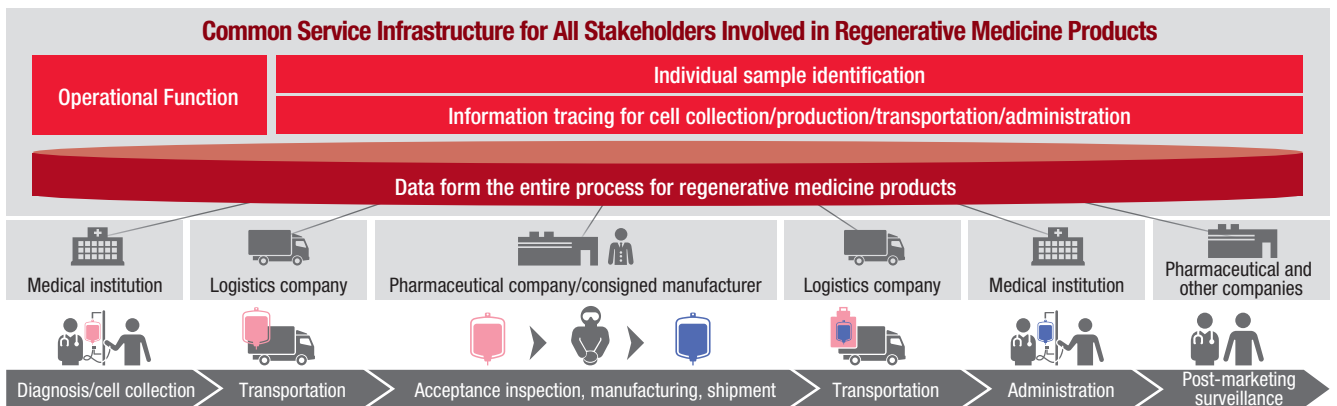 Common Service Infrastructure for All Stakeholders Involved in Regenerative Medicine Products
Operational Function
Individual sample identification
Information tracing for cell collection/production/transportation/administration
Data form the entire process for regenerative medicine products
Medical institution
Logistics company
Pharmaceutical company/consigned manufacturer
Logistics company
Medical institution
Pharmaceutical and
other companies
Diagnosis/cell collection
Transportation
Acceptance inspection, manufacturing, shipment
Transportation
Administration
Post-marketing
surveillance